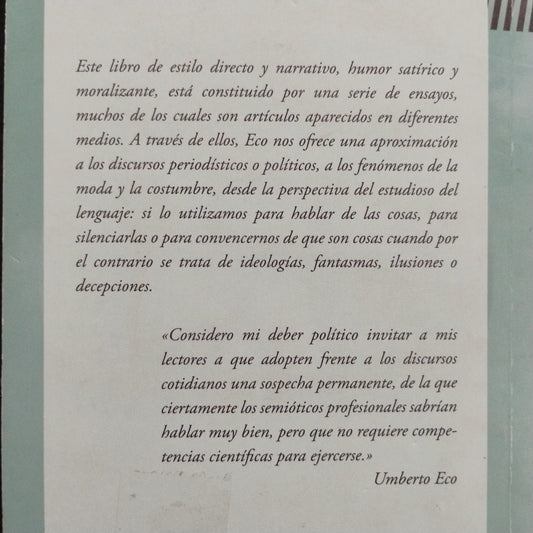 Este libro de estilo directo y narrativo, humor satírico y
moralizante, está constituido por una serie de ensayos,
muchos de los cuales son artículos aparecidos en diferentes
medios. A través de ellos, Eco nos ofrece una aproximación
a los discursos periodísticos o políticos, a los fenómenos de la
moda y la costumbre, desde la perspectiva del estudioso del
lenguaje: si lo utilizamos para hablar de las cosas, para
silenciarlas o para convencernos de que son cosas cuando por
el contrario se trata de ideologías, fantasmas, ilusiones o
decepciones.
«Considero mi deber político invitar a mis
lectores a que adopten frente a los discursos
cotidianos una sospecha permanente, de la que
ciertamente los semióticos profesionales sabrían
hablar muy bien, pero que no requiere compe-
tencias científicas para ejercerse.»
Umberto Eco